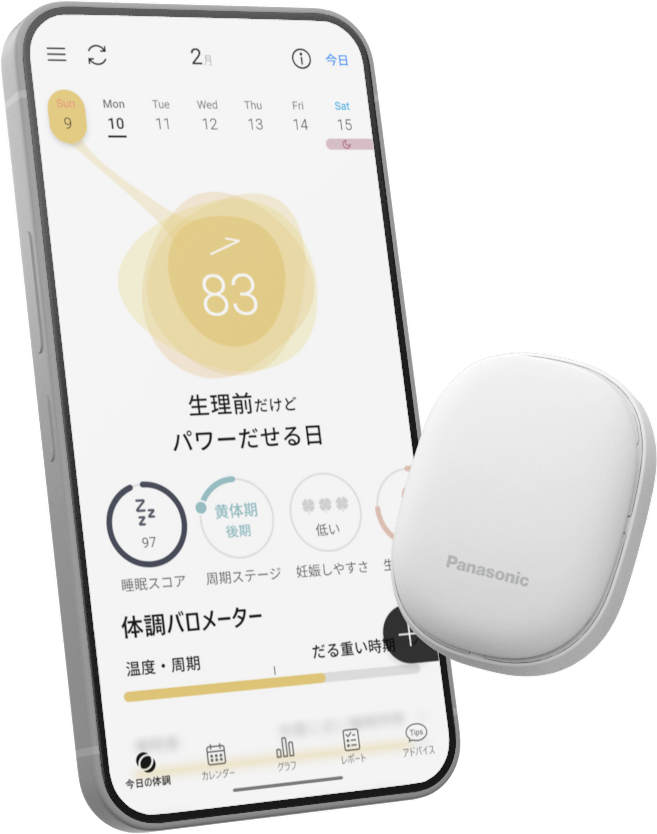 2月
今日
Sun Mon Tue Wed Thu Fri Sat
9 10 11 12 13 14 15
83
生理前だけど
パワーだせる日
ZZZ
97
黄体期
後期
低い
睡眠スコア 周期ステージ 妊娠しやすさ 生
体調バロメーター
温度・周期 だる重い時期
今日の体調 カレンダー グラフ レポート Tips アドバイス
Panasonic